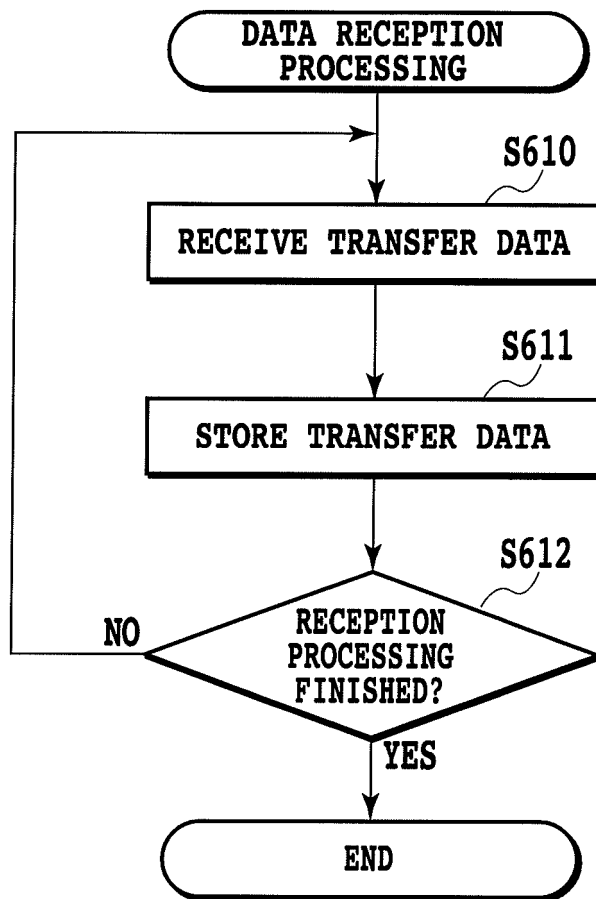 DATA RECEPTION
PROCESSING
S610
RECEIVE TRANSFER DATA
S611
STORE TRANSFER DATA
S612
RECEPTION
PROCESSING
FINISHED?
NO
YES
END